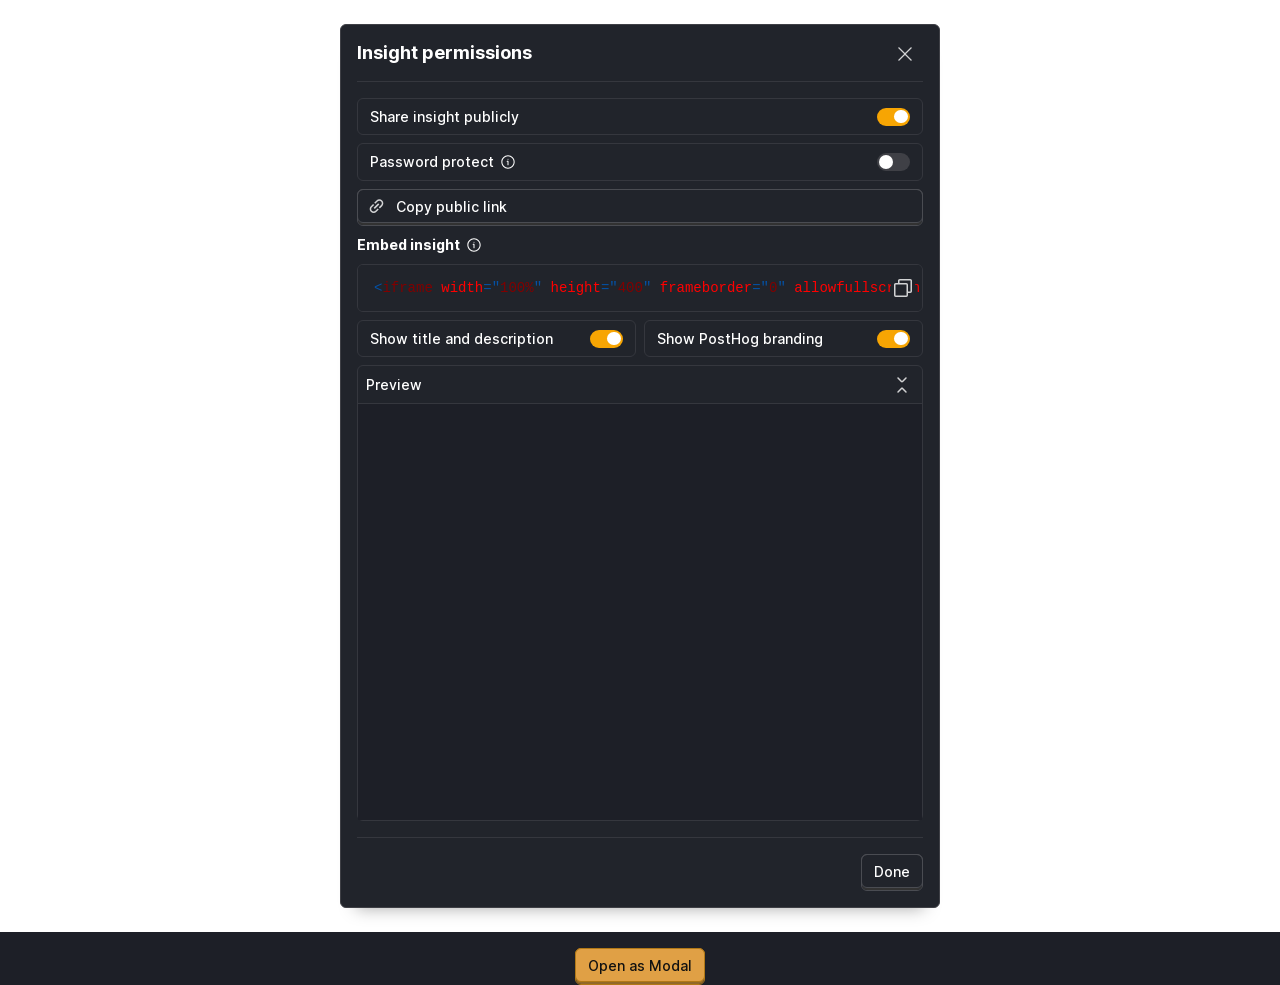 Insight permissions
Share insight publicly
Password protect
Copy public link
Embed insight
<iframe width="100%" height="400" frameborder="0" allowfullscreen
Show title and description
Show PostHog branding
Preview
Done
Open as Modal